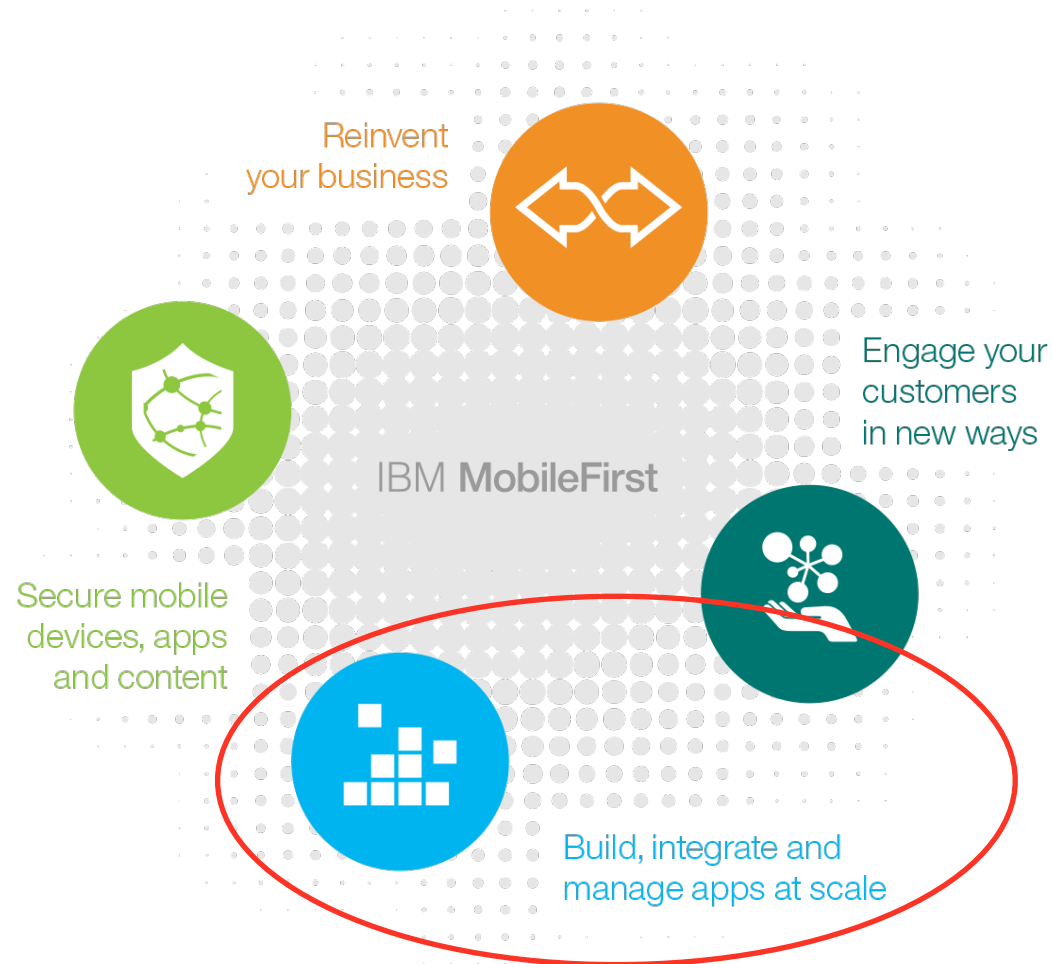 Reinvent
your business
Engage your
customers
in new ways
IBM MobileFirst
Secure mobile
devices, apps
and content
Build, integrate and
manage apps at scale